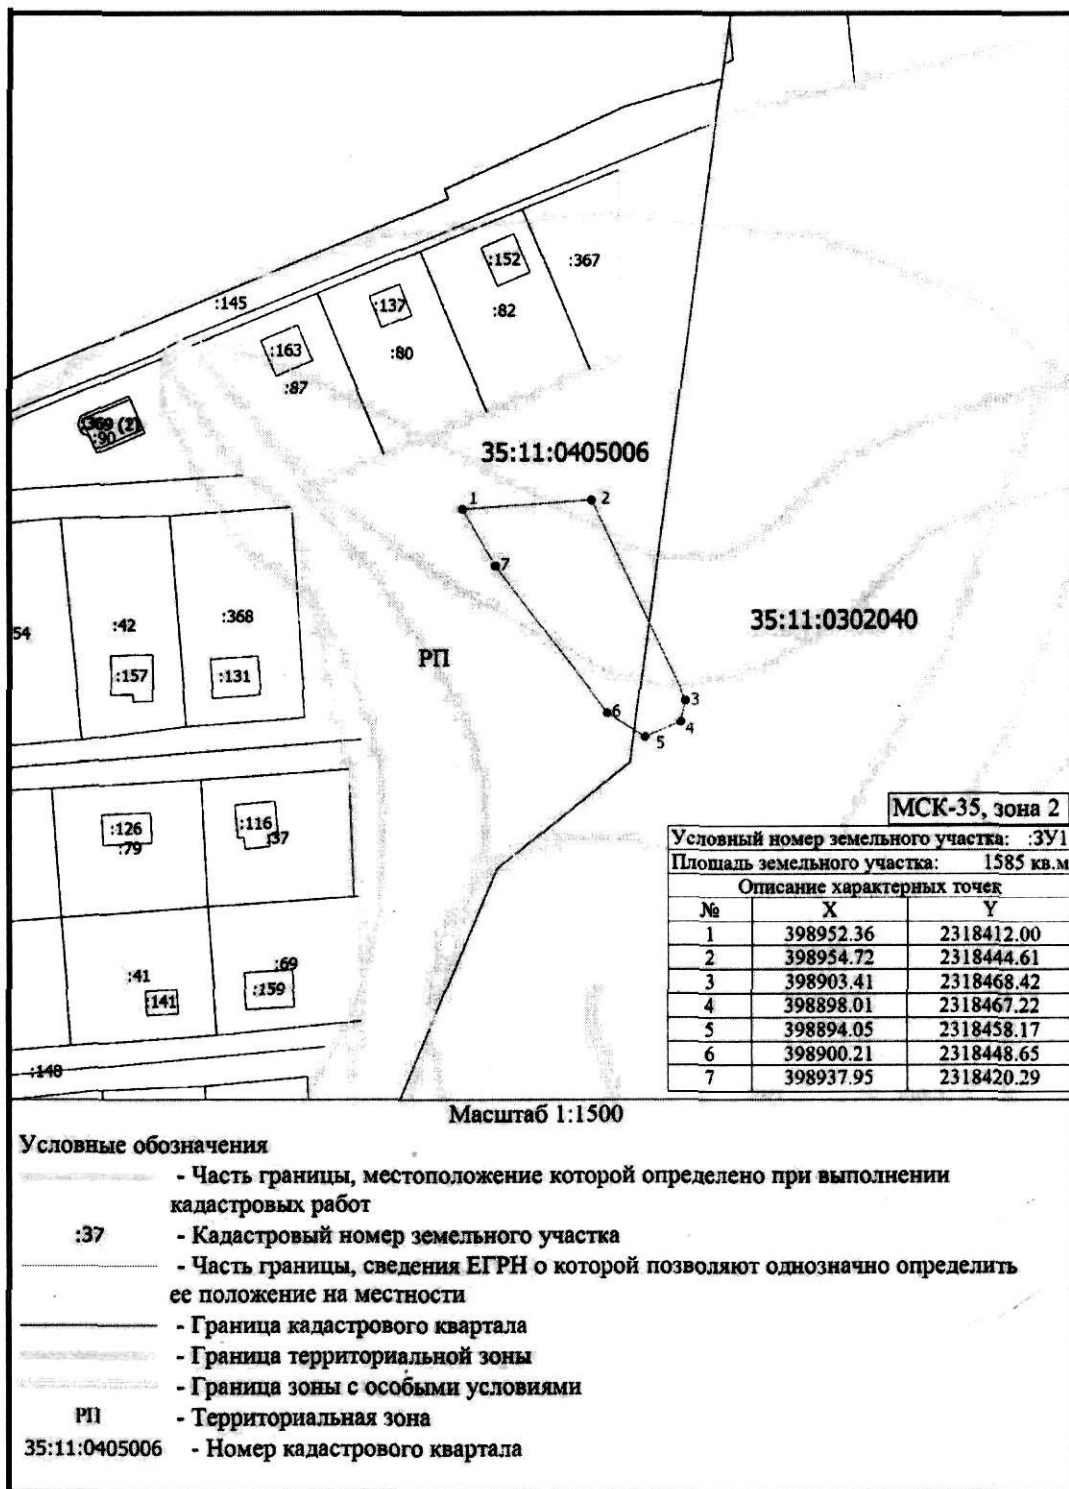 :145
:152
:367
:137
:82
:163
:80
:87
:369 (2)
:90
35:11:0405006
1
2
7
54
:42
:368
35:11:0302040
РП
:157
:131
3
6
4
5
МСК-35, зона 2
:126
:116
:79
:37
Условный номер земельного участка: :ЗУ1
Площадь земельного участка: 1585 кв.м
Описание характерных точек
№ X Y
1 398952.36 2318412.00
2 398954.72 2318444.61
3 398903.41 2318468.42
4 398898.01 2318467.22
5 398894.05 2318458.17
6 398900.21 2318448.65
7 398937.95 2318420.29
:41
:69
:141
:159
:148
Масштаб 1:1500
Условные обозначения
- Часть границы, местоположение которой определено при выполнении
кадастровых работ
:37 - Кадастровый номер земельного участка
- Часть границы, сведения ЕГРН о которой позволяют однозначно определить
ее положение на местности
- Граница кадастрового квартала
- Граница территориальной зоны
- Граница зоны с особыми условиями
РП - Территориальная зона
35:11:0405006 - Номер кадастрового квартала